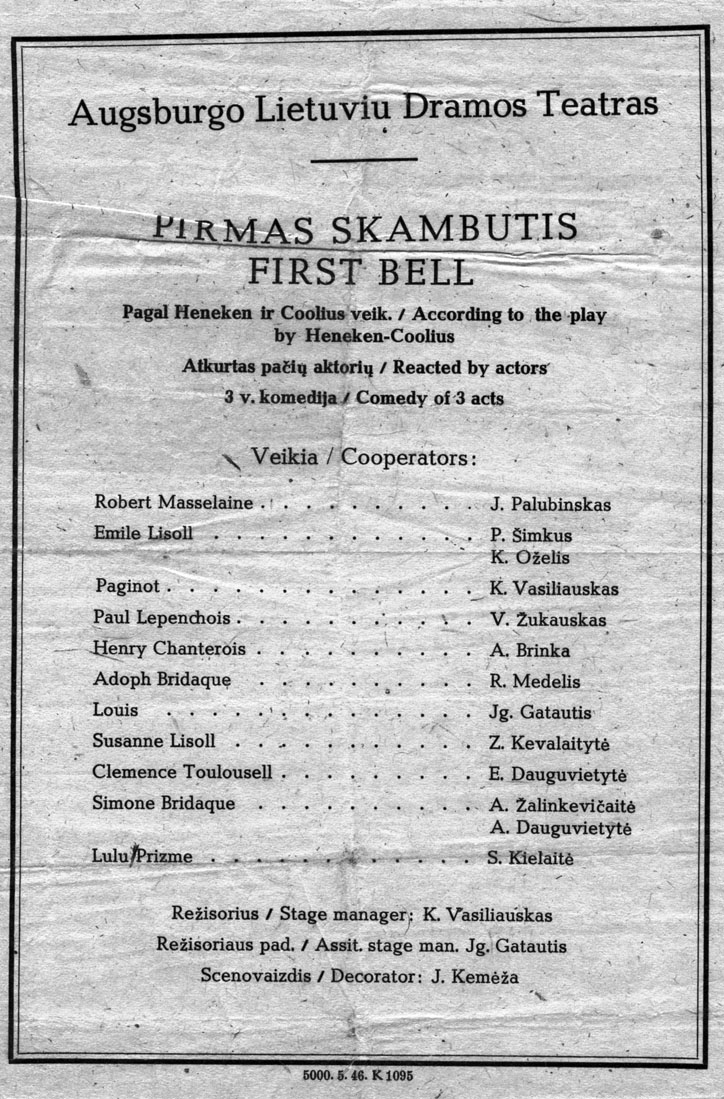 Augsburgo Lietuviu Dramos Teatras
PIRMAS SKAMBUTIS
FIRST BELL
Pagal Heneken ir Coolius veik. / According to the play
by Heneken-Coolius
Atkurtas pačių aktorių / Reacted by actors
3 v. komedija / Comedy of 3 acts
Veikia / Cooperators:
Robert Masselaine . . . . . . . . . . J. Palubinskas
Emile Lisoll . . . . . . . . . . . . P. Šimkus
K. Oželis
Paginot . . . . . . . . . . . . . . K. Vasiliauskas
Paul Lependhois . . . . . . . . . . . V. Žukauskas
Henry Chanterois . . . . . . . . . . A. Brinka
Adoph Bridaque . . . . . . . . . . R. Medelis
Louis . . . . . . . . . . . . . . Jg. Gatautis
Susanne Lisoll . . . . . . . . . . . Z. Kevalaitytė
Clemence Toulousell . . . . . . . . . E. Dauguvietytė
Simone Bridaque . . . . . . . . . . A. Žalinkevičaitė
A. Dauguvietytė
Lulu/Prizme . . . . . . . . . . . . S. Kielaitė
Režisorius / Stage manager: K. Vasiliauskas
Režisoriaus pad. / Assit. stage man. Jg. Gatautis
Scenovaizdis / Decorator: J. Kemėža
5000. 5. 46. K 1095